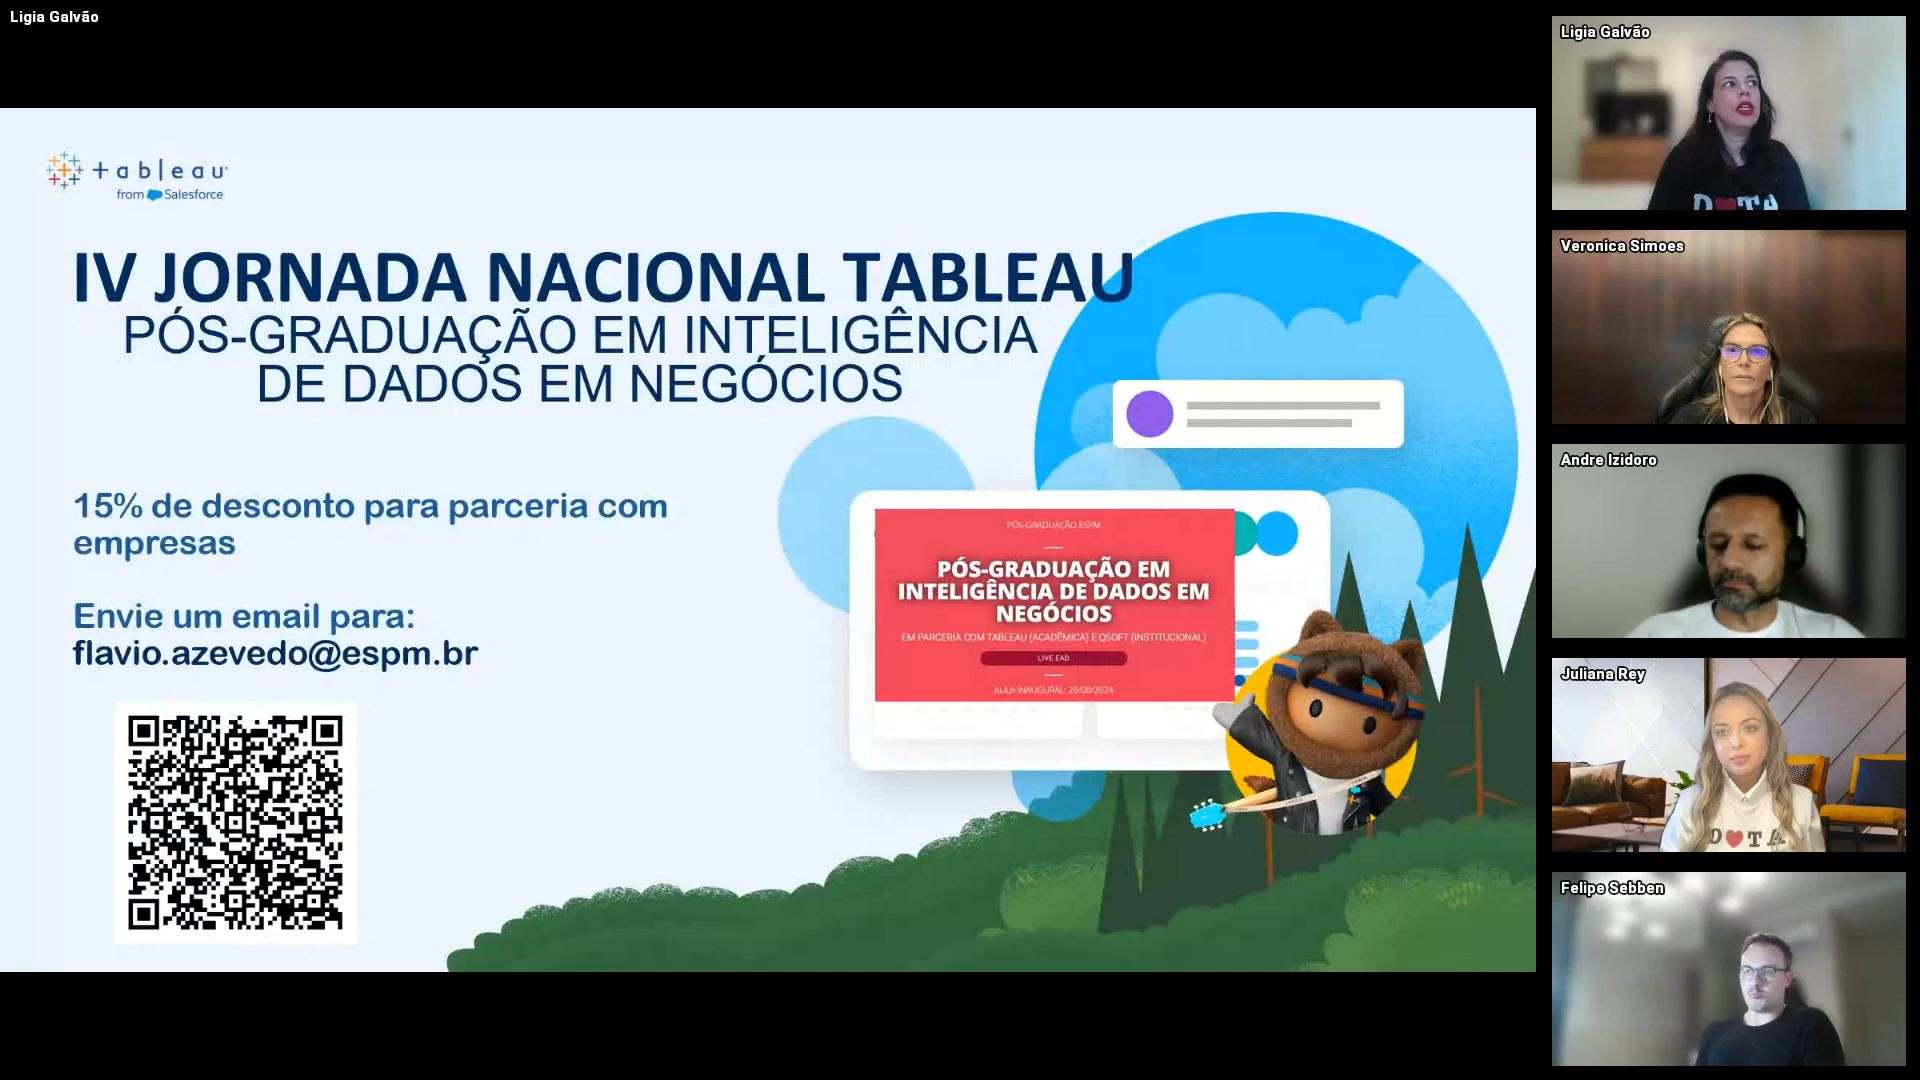 Ligia Galvão
tableau
from Salesforce
IV JORNADA NACIONAL TABLEAU
PÓS-GRADUAÇÃO EM INTELIGÊNCIA
DE DADOS EM NEGÓCIOS
15% de desconto para parceria com
empresas
Envie um email para:
flavio.azevedo@espm.br
PÓS-GRADUAÇÃO ESPM
PÓS-GRADUAÇÃO EM
INTELIGÊNCIA DE DADOS EM
NEGÓCIOS
EM PARCERIA COM TABLEAU (ACADÊMICA) E QSOFT (INSTITUCIONAL)
LIVE EAD
AULA INAUGURAL: 28/08/2024
Ligia Galvão
Veronica Simoes
Andre Izidoro
Juliana Rey
D❤TA
Felipe Sebben